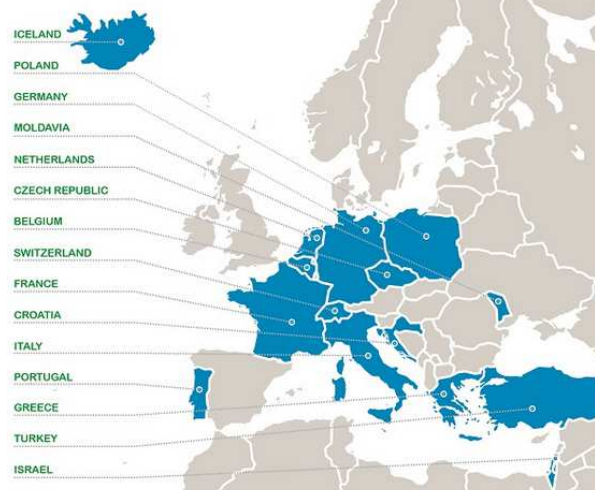 ICELAND
POLAND
GERMANY
MOLDAVIA
NETHERLANDS
CZECH REPUBLIC
BELGIUM
SWITZERLAND
FRANCE
CROATIA
ITALY
PORTUGAL
GREECE
TURKEY
ISRAEL